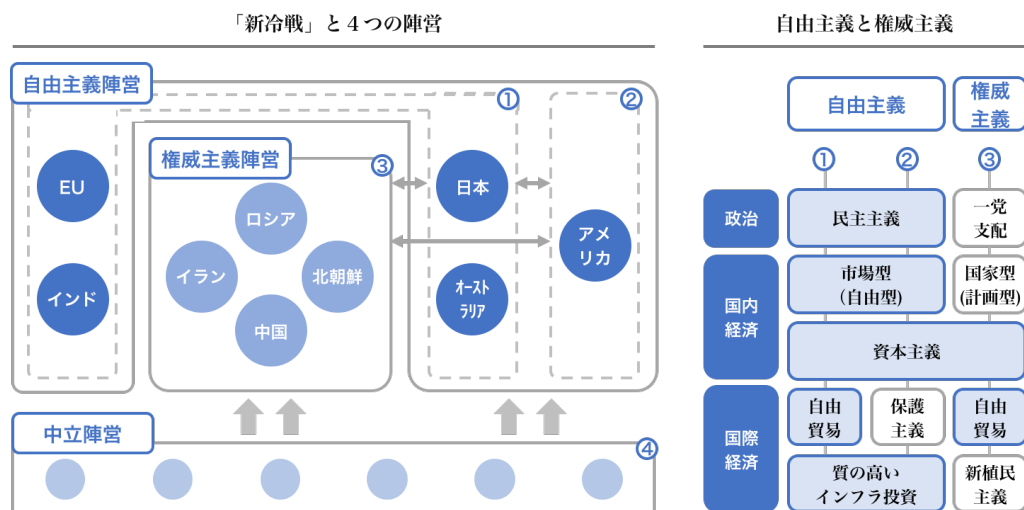 「新冷戦」と４つの陣営
自由主義陣営
①
②
権威主義陣営
③
EU
ロシア
日本
アメ
リカ
イラン
北朝鮮
インド
オースト
ラリア
中国
中立陣営
④
自由主義と権威主義
自由主義
権威
主義
①
②
③
政治
民主主義
一党
支配
国内
経済
市場型
（自由型）
国家型
(計画型)
資本主義
国際
経済
自由
貿易
保護
主義
自由
貿易
質の高い
インフラ投資
新植民
主義